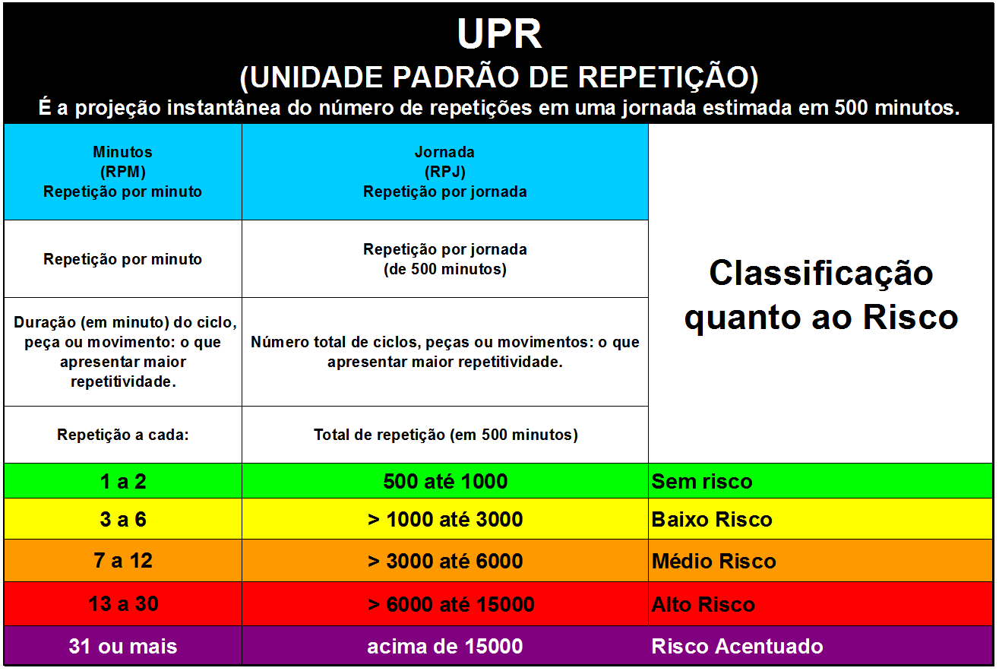 UPR
(UNIDADE PADRÃO DE REPETIÇÃO)
É a projeção instantânea do número de repetições em uma jornada estimada em 500 minutos.
Minutos
(RPM)
Repetição por minuto
Jornada
(RPJ)
Repetição por jornada
Classificação
quanto ao Risco
Repetição por minuto
Repetição por jornada
(de 500 minutos)
Duração (em minuto) do ciclo,
peça ou movimento: o que
apresentar maior
repetitividade.
Número total de ciclos, peças ou movimentos: o que
apresentar maior repetitividade.
Repetição a cada:
Total de repetição (em 500 minutos)
1 a 2
500 até 1000
Sem risco
3 a 6
> 1000 até 3000
Baixo Risco
7 a 12
> 3000 até 6000
Médio Risco
13 a 30
> 6000 até 15000
Alto Risco
31 ou mais
acima de 15000
Risco Acentuado